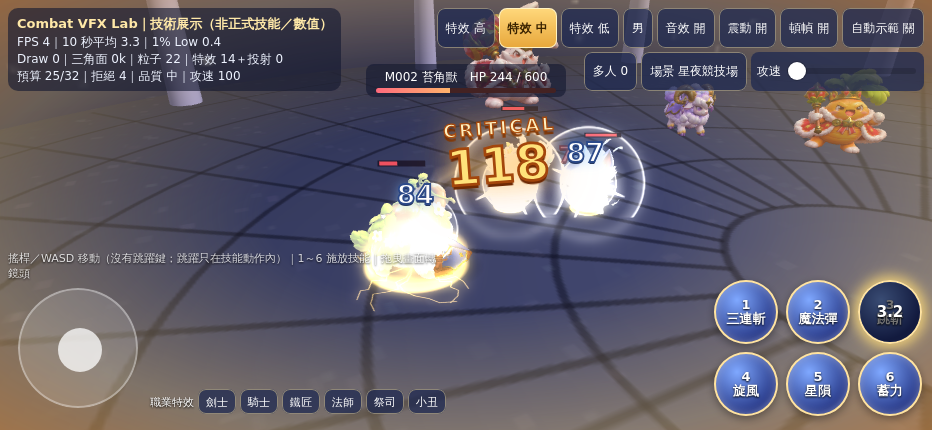 Combat VFX Lab｜技術展示（非正式技能／數值）
FPS 4｜10 秒平均 3.3｜1% Low 0.4
Draw 0｜三角面 0k｜粒子 22｜特效 14＋投射 0
預算 25/32｜拒絕 4｜品質 中｜攻速 100
特效 高
特效 中
特效 低
男
音效 開
震動 開
頓幀 開
自動示範 關
多人 0
場景 星夜競技場
攻速
M002 苔角獸 HP 244 / 600
CRITICAL
118
87
84
搖桿／WASD 移動（沒有跳躍鍵；跳躍只在技能動作內）｜1～6 施放技能｜拖曳畫面轉
鏡頭
1
三連斬
2
魔法彈
3
3.2
跳斬
4
旋風
5
星隕
6
蓄力
職業特效
劍士
騎士
鐵匠
法師
祭司
小丑